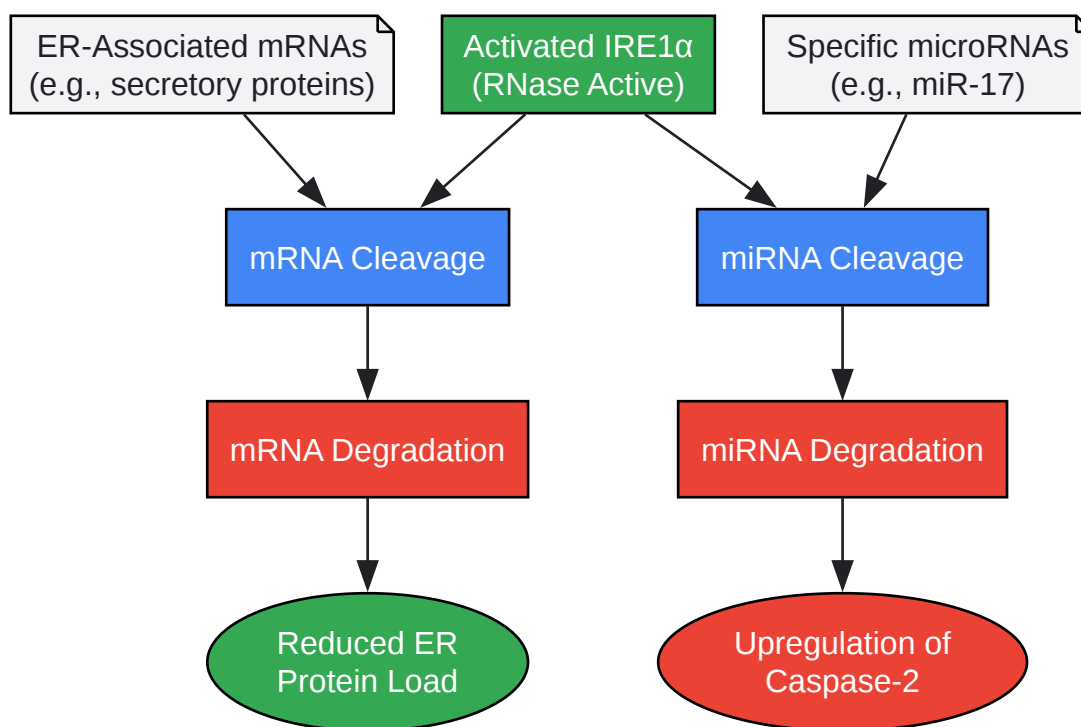 ER-Associated mRNAs
(e.g., secretory proteins)
Activated IRE1α
(RNase Active)
Specific microRNAs
(e.g., miR-17)
mRNA Cleavage
miRNA Cleavage
mRNA Degradation
miRNA Degradation
Reduced ER
Protein Load
Upregulation of
Caspase-2